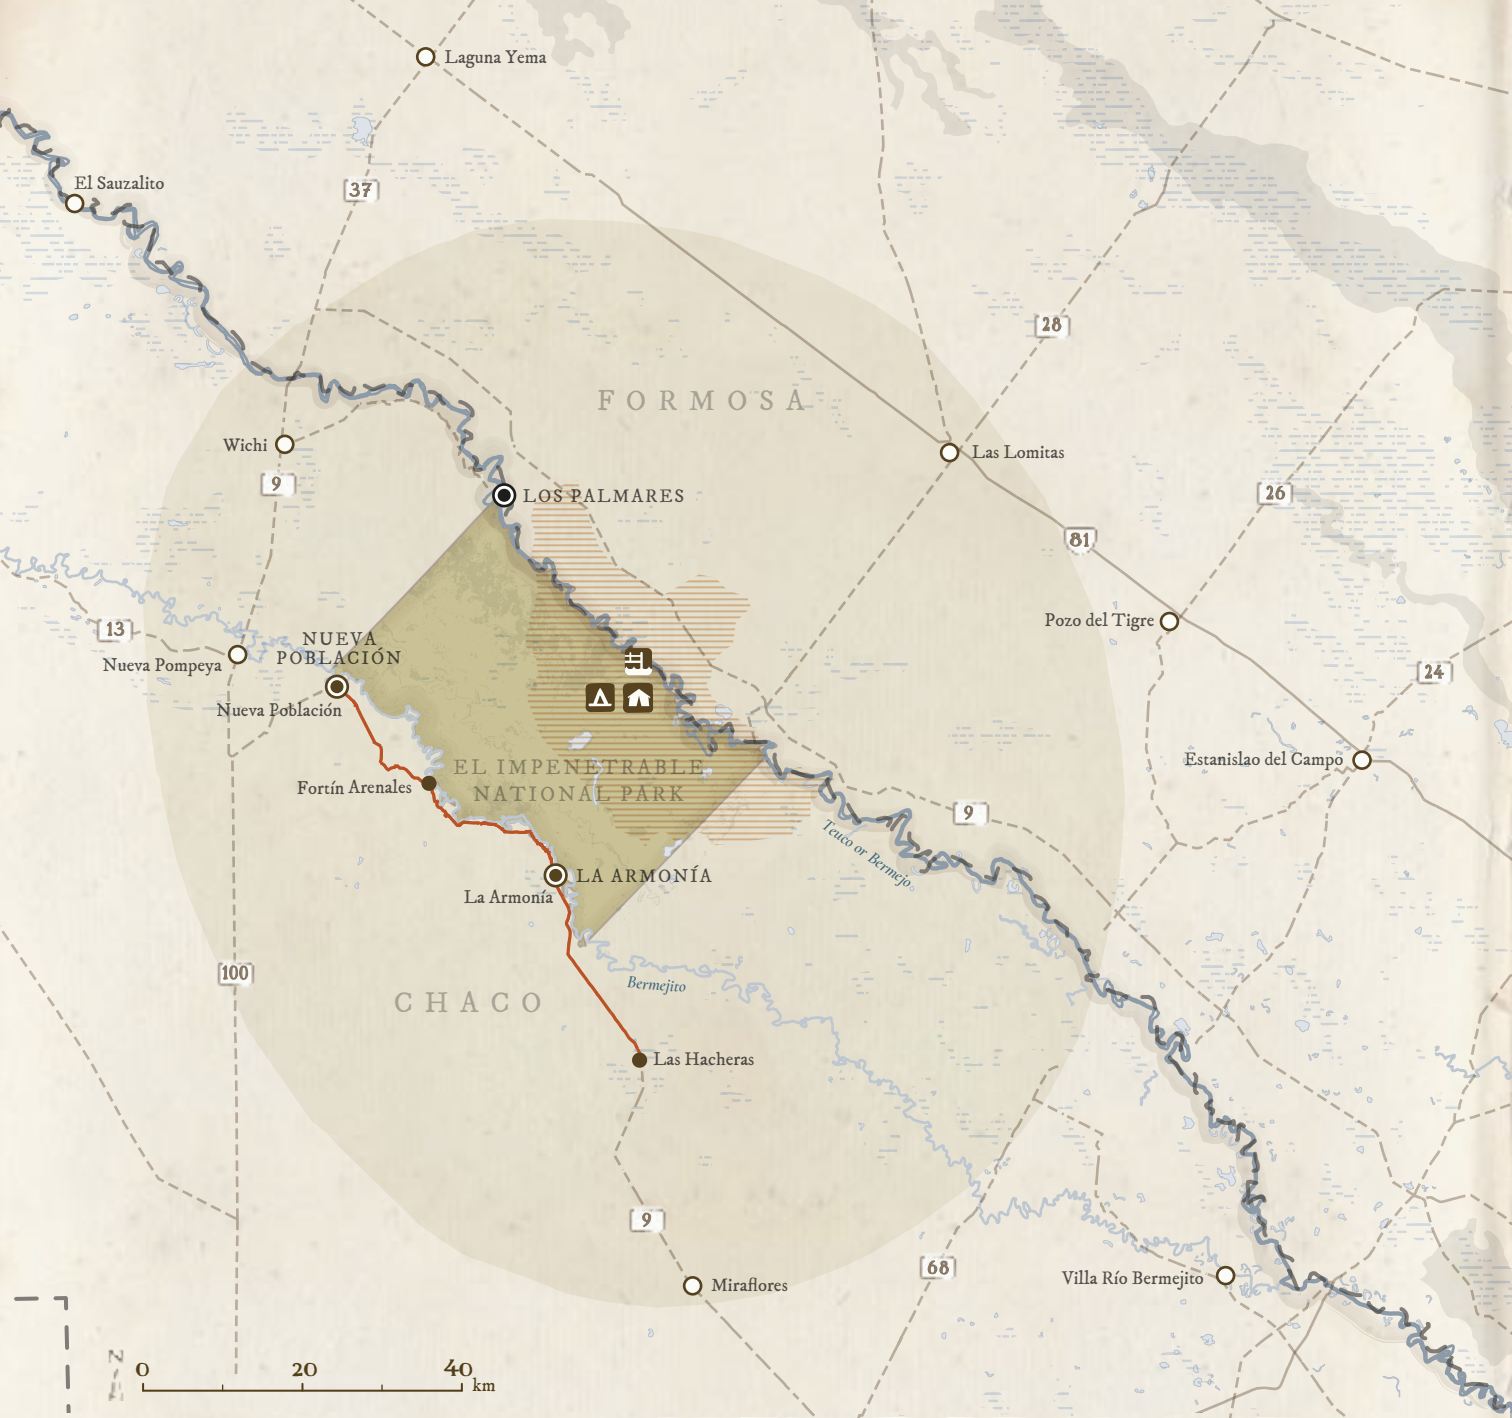 Laguna Yema
El Sauzalito
37
28
FORMOSA
Wichi
Las Lomitas
9
LOS PALMARES
26
81
13
Pozo del Tigre
NUEVA
POBLACIÓN
Nueva Pompeya
24
Nueva Población
Estanislao del Campo
EL IMPENETRABLE
NATIONAL PARK
Fortín Arenales
9
Teuco or Bermejo
LA ARMONÍA
La Armonía
100
Bermejito
CHACO
Las Hacheras
9
68
Villa Río Bermejito
Miraflores
N
0 20 40
km